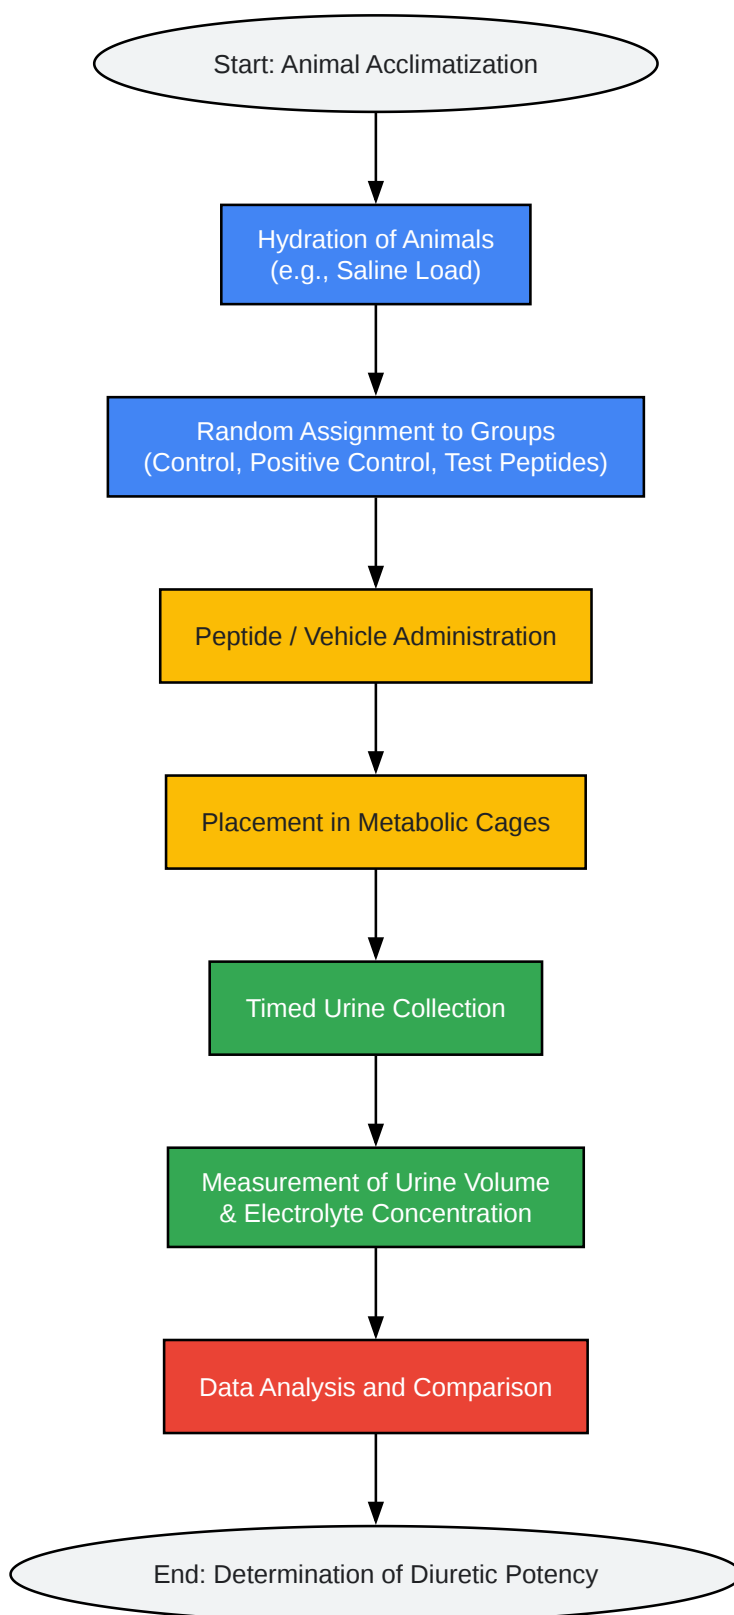 Start: Animal Acclimatization
Hydration of Animals
(e.g., Saline Load)
Random Assignment to Groups
(Control, Positive Control, Test Peptides)
Peptide / Vehicle Administration
Placement in Metabolic Cages
Timed Urine Collection
Measurement of Urine Volume
& Electrolyte Concentration
Data Analysis and Comparison
End: Determination of Diuretic Potency